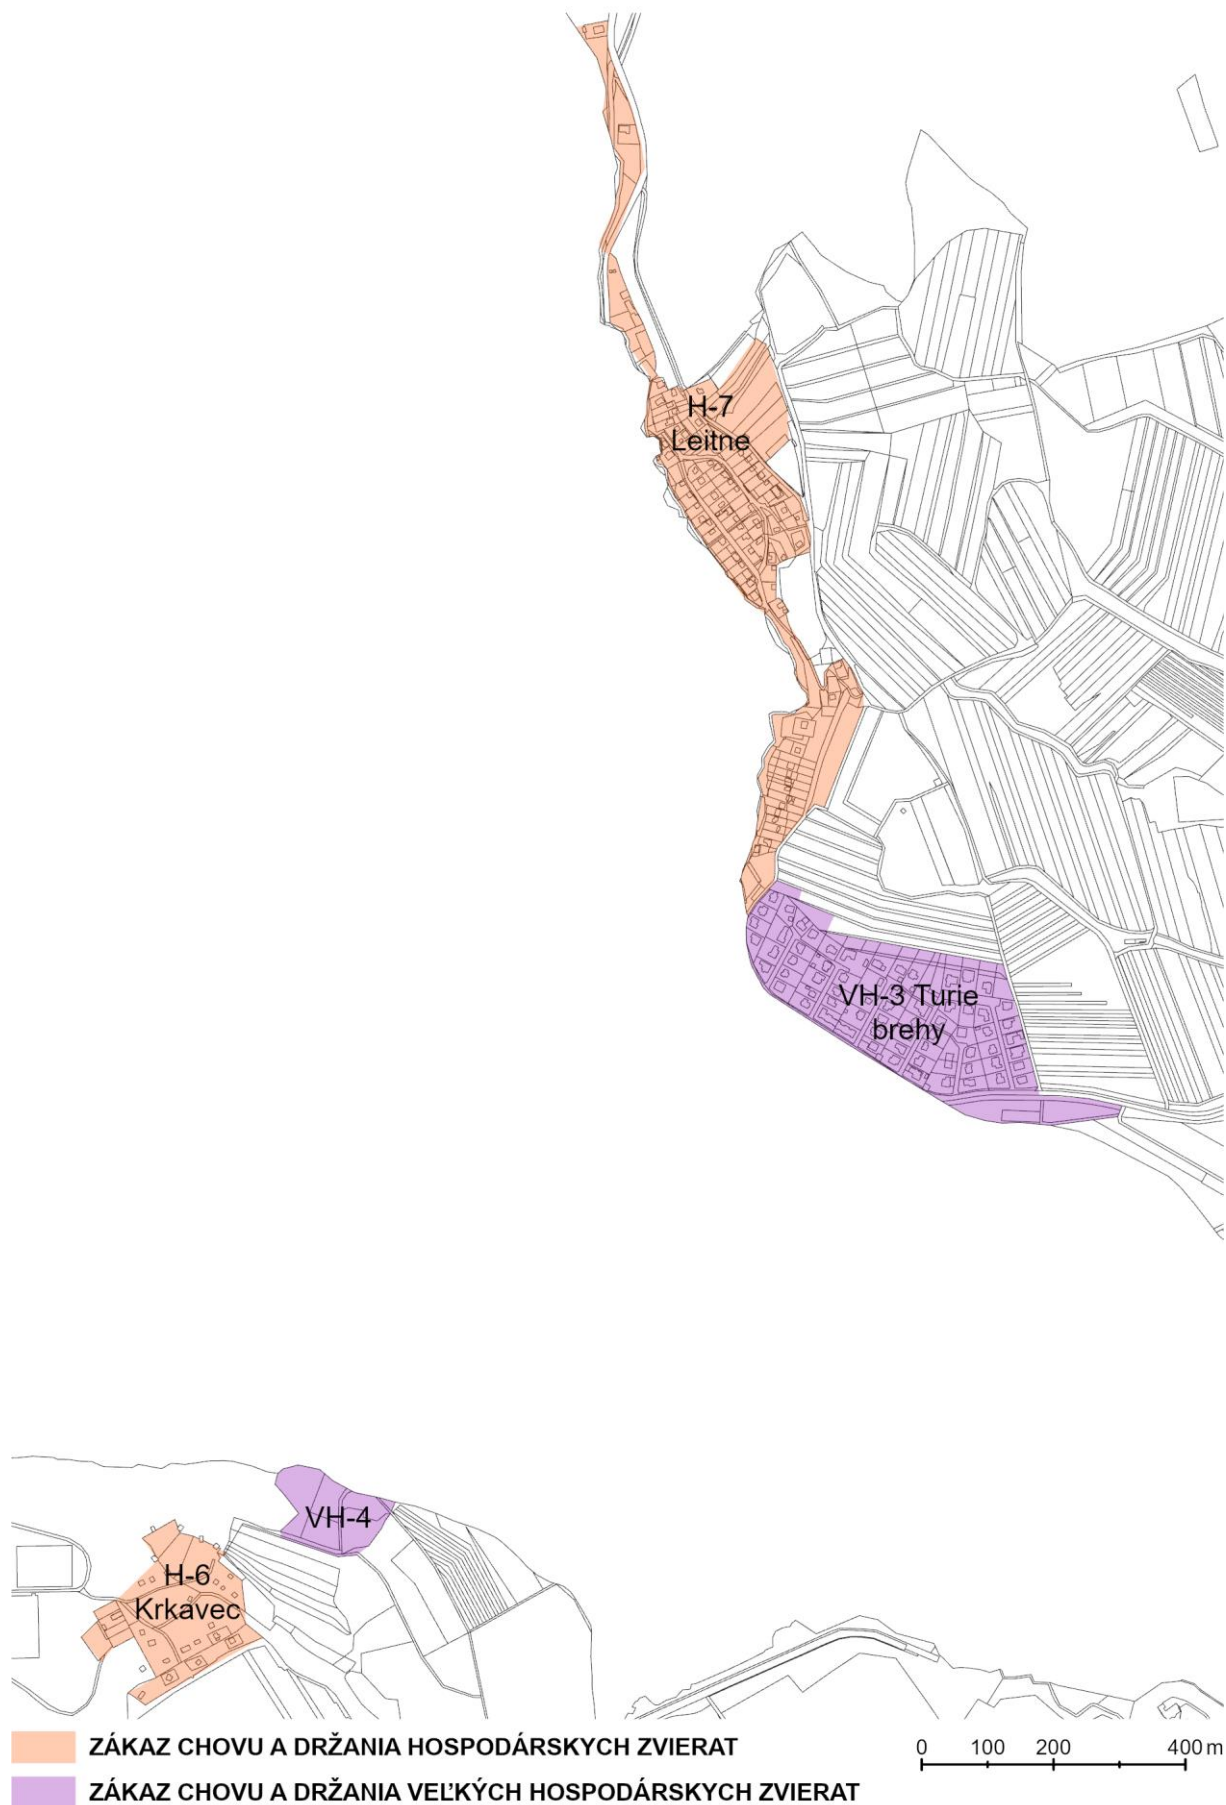 H-7
Leitne
VH-3 Turie
brehy
VH-4
H-6
Krkavec
ZÁKAZ CHOVU A DRŽANIA HOSPODÁRSKYCH ZVIERAT
ZÁKAZ CHOVU A DRŽANIA VEĽKÝCH HOSPODÁRSKYCH ZVIERAT
0 100 200 400 m